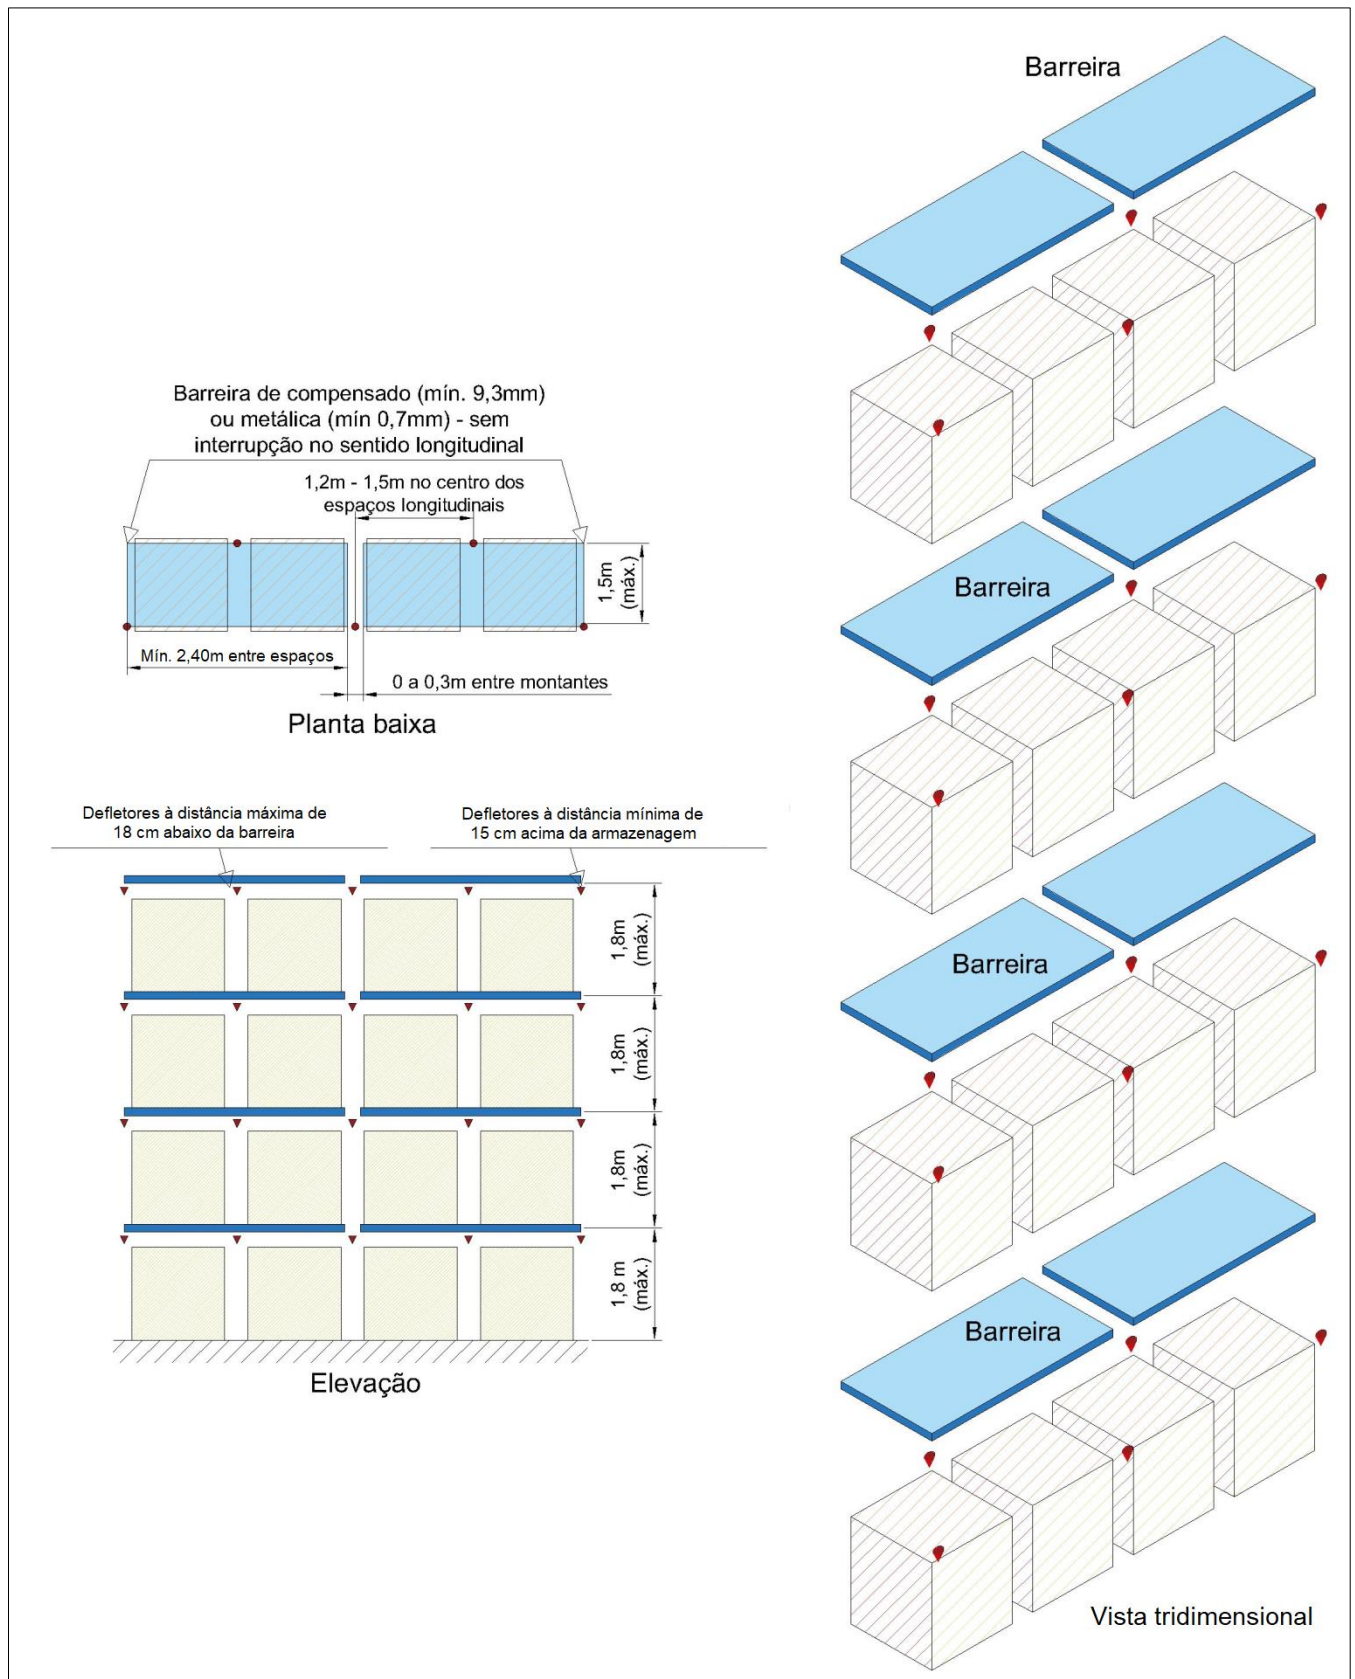 Barreira
Barreira de compensado (mín. 9,3mm)
ou metálica (mín 0,7mm) - sem
interrupção no sentido longitudinal
1,2m - 1,5m no centro dos
espaços longitudinais
1,5m
(máx.)
Mín. 2,40m entre espaços
0 a 0,3m entre montantes
Planta baixa
Barreira
Defletores à distância máxima de
18 cm abaixo da barreira
Defletores à distância mínima de
15 cm acima da armazenagem
1,8m
(máx.)
1,8m
(máx.)
1,8m
(máx.)
1,8 m
(máx.)
Elevação
Barreira
Barreira
Vista tridimensional